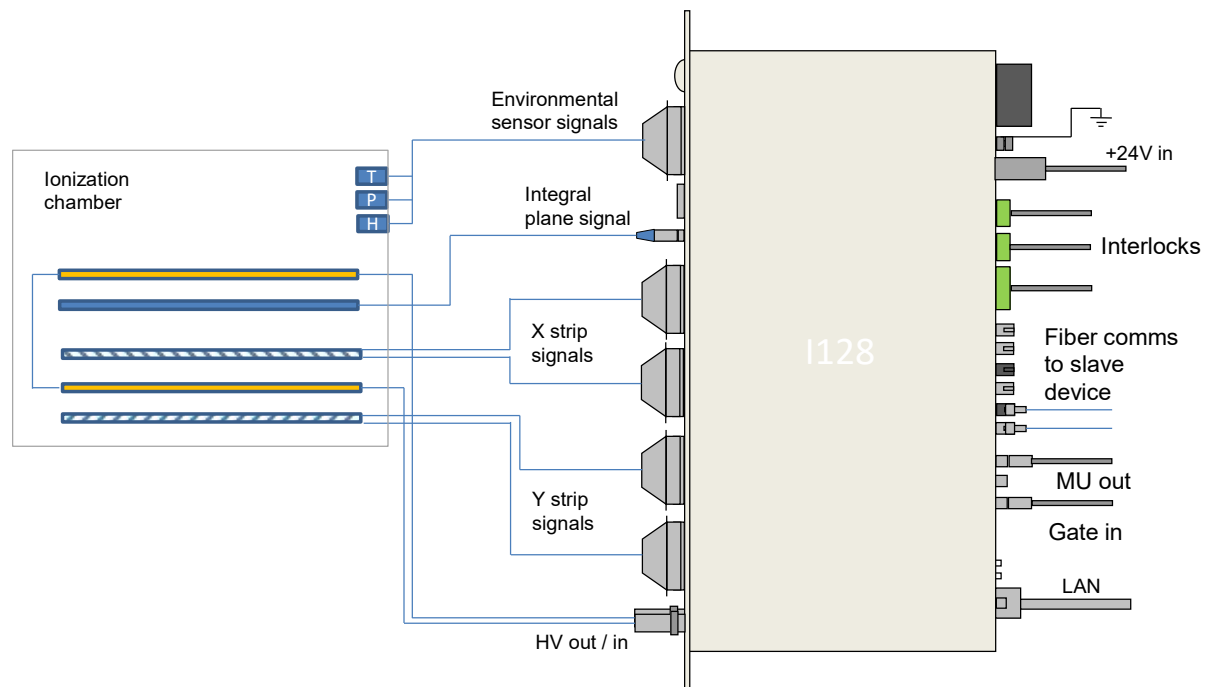 Environmental
sensor signals
+24V in
Ionization
chamber
T
P
H
Integral
plane signal
Interlocks
X strip
signals
I128
Fiber comms
to slave
device
MU out
Y strip
signals
Gate in
LAN
HV out / in